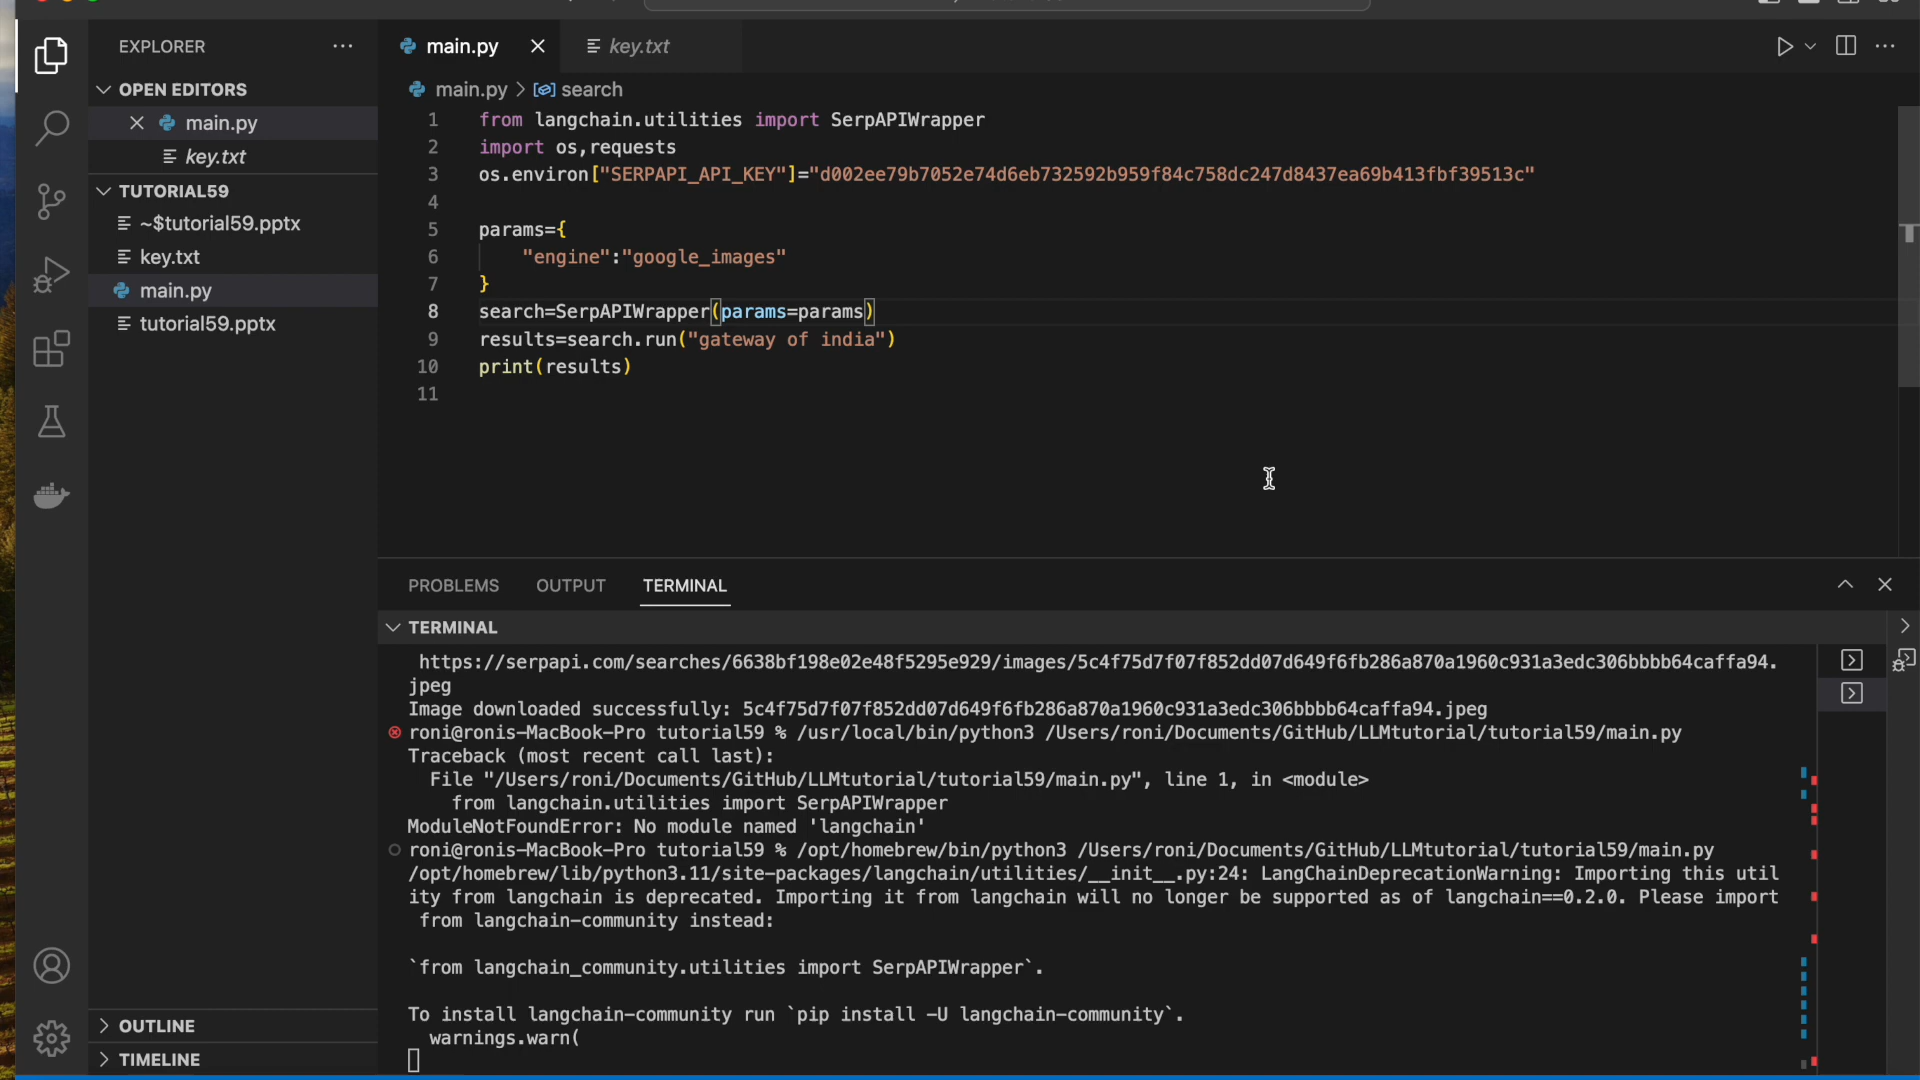 EXPLORER
OPEN EDITORS
main.py
key.txt
TUTORIAL59
~$tutorial59.pptx
key.txt
main.py
tutorial59.pptx
OUTLINE
TIMELINE
main.py
key.txt
main.py > search
1 from langchain.utilities import SerpAPIWrapper
2 import os,requests
3 os.environ["SERPAPI_API_KEY"]="d002ee79b7052e74d6eb732592b959f84c758dc247d8437ea69b413fbf39513c"
4
5 params={
6 "engine":"google_images"
7 }
8 search=SerpAPIWrapper(params=params)
9 results=search.run("gateway of india")
10 print(results)
11
PROBLEMS OUTPUT TERMINAL
TERMINAL
https://serpapi.com/searches/6638bf198e02e48f5295e929/images/5c4f75d7f07f852dd07d649f6fb286a870a1960c931a3edc306bbbb64caffa94.
jpeg
Image downloaded successfully: 5c4f75d7f07f852dd07d649f6fb286a870a1960c931a3edc306bbbb64caffa94.jpeg
roni@ronis-MacBook-Pro tutorial59 % /usr/local/bin/python3 /Users/roni/Documents/GitHub/LLMtutorial/tutorial59/main.py
Traceback (most recent call last):
File "/Users/roni/Documents/GitHub/LLMtutorial/tutorial59/main.py", line 1, in <module>
from langchain.utilities import SerpAPIWrapper
ModuleNotFoundError: No module named 'langchain'
roni@ronis-MacBook-Pro tutorial59 % /opt/homebrew/bin/python3 /Users/roni/Documents/GitHub/LLMtutorial/tutorial59/main.py
/opt/homebrew/lib/python3.11/site-packages/langchain/utilities/__init__.py:24: LangChainDeprecationWarning: Importing this util
ity from langchain is deprecated. Importing it from langchain will no longer be supported as of langchain==0.2.0. Please import
from langchain-community instead:
`from langchain_community.utilities import SerpAPIWrapper`.
To install langchain-community run `pip install -U langchain-community`.
warnings.warn(